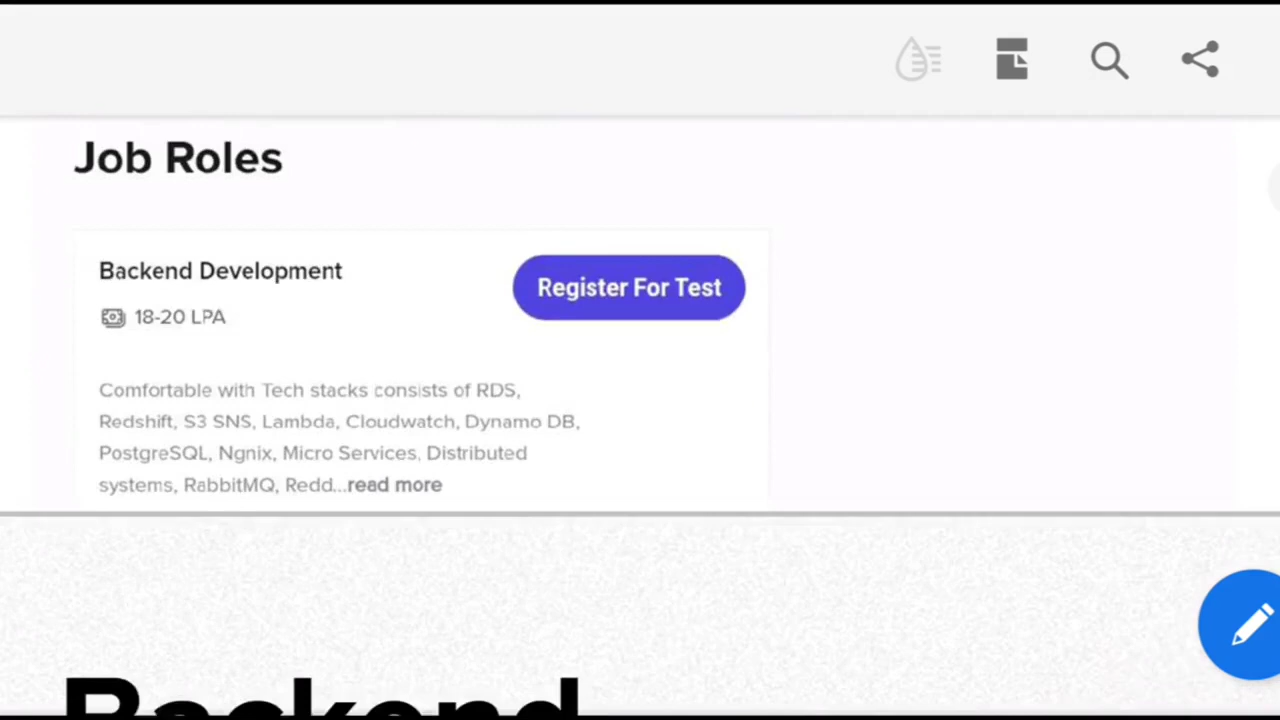 Job Roles
Backend Development
Register For Test
18-20 LPA
Comfortable with Tech stacks consists of RDS,
Redshift, S3 SNS, Lambda, Cloudwatch, Dynamo DB,
PostgreSQL, Ngnix, Micro Services, Distributed
systems, RabbitMQ, Redd...read more
Backend